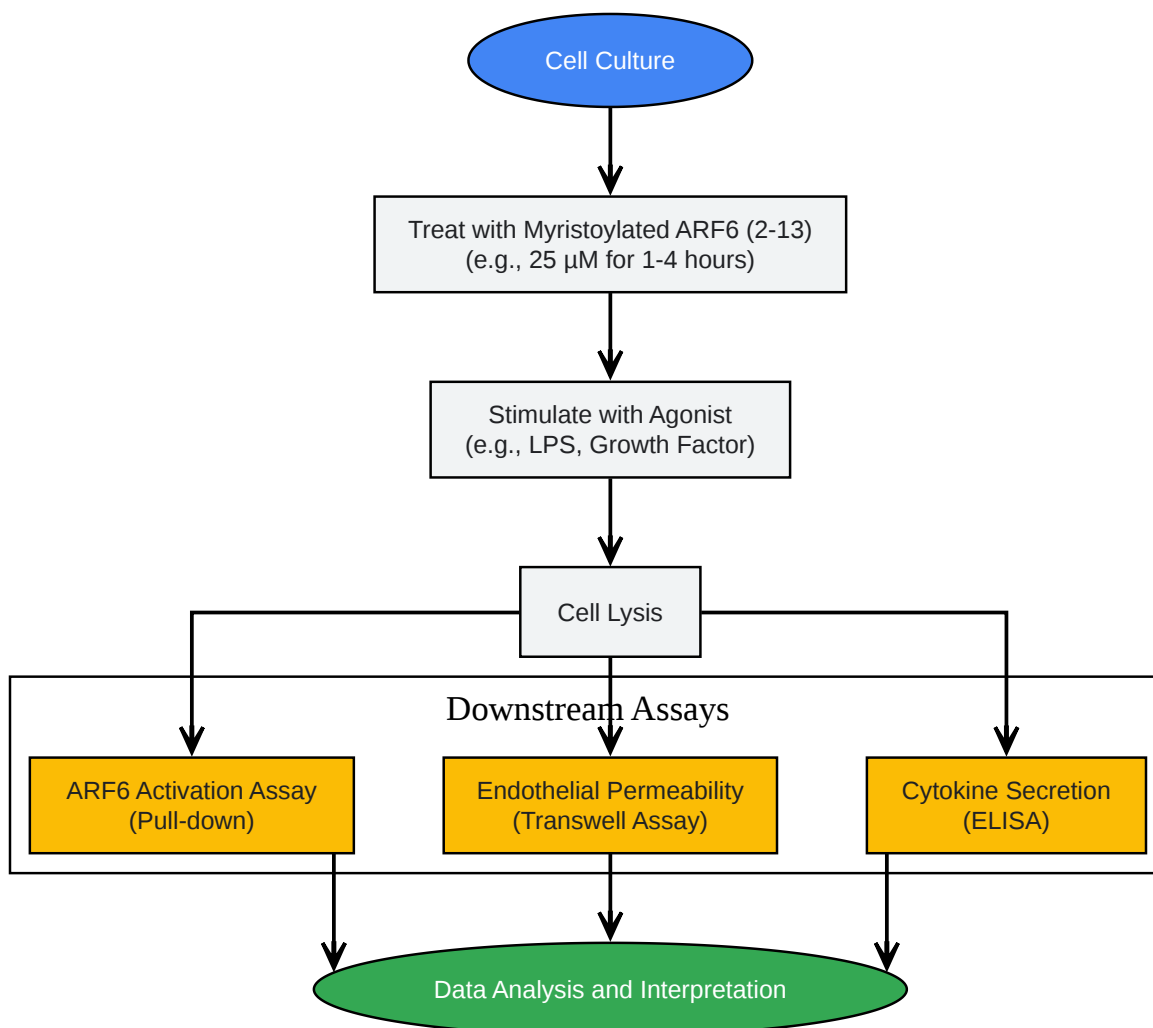 Cell Culture
Treat with Myristoylated ARF6 (2-13)
(e.g., 25 µM for 1-4 hours)
Stimulate with Agonist
(e.g., LPS, Growth Factor)
Cell Lysis
Downstream Assays
ARF6 Activation Assay
(Pull-down)
Endothelial Permeability
(Transwell Assay)
Cytokine Secretion
(ELISA)
Data Analysis and Interpretation